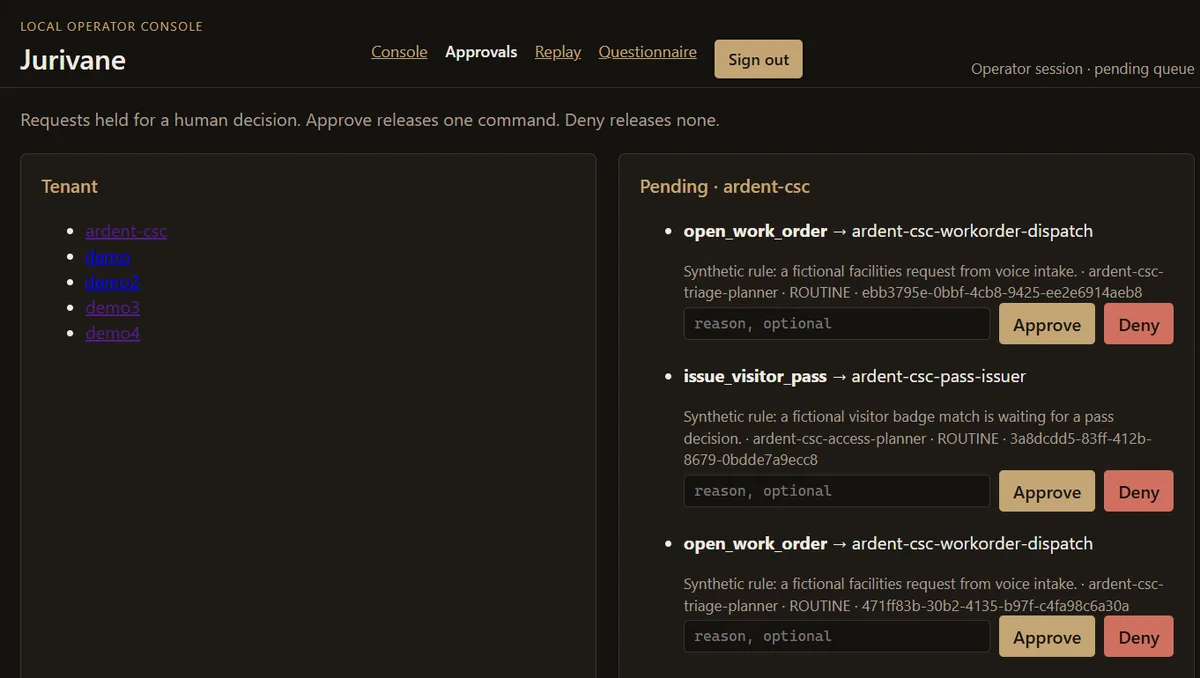 LOCAL OPERATOR CONSOLE
Jurivane
Console Approvals Replay Questionnaire Sign out
Operator session · pending queue
Requests held for a human decision. Approve releases one command. Deny releases none.
Tenant
ardent-csc
demo
demo2
demo3
demo4
Pending · ardent-csc
open_work_order → ardent-csc-workorder-dispatch
Synthetic rule: a fictional facilities request from voice intake. · ardent-csc-
triage-planner · ROUTINE · ebb3795e-0bbf-4cb8-9425-ee2e6914aeb8
reason, optional Approve Deny
issue_visitor_pass → ardent-csc-pass-issuer
Synthetic rule: a fictional visitor badge match is waiting for a pass
decision. · ardent-csc-access-planner · ROUTINE · 3a8dcdd5-83ff-412b-
8679-0bdde7a9ecc8
reason, optional Approve Deny
open_work_order → ardent-csc-workorder-dispatch
Synthetic rule: a fictional facilities request from voice intake. · ardent-csc-
triage-planner · ROUTINE · 471ff83b-30b2-4135-b97f-c4fa98c6a30a
reason, optional Approve Deny